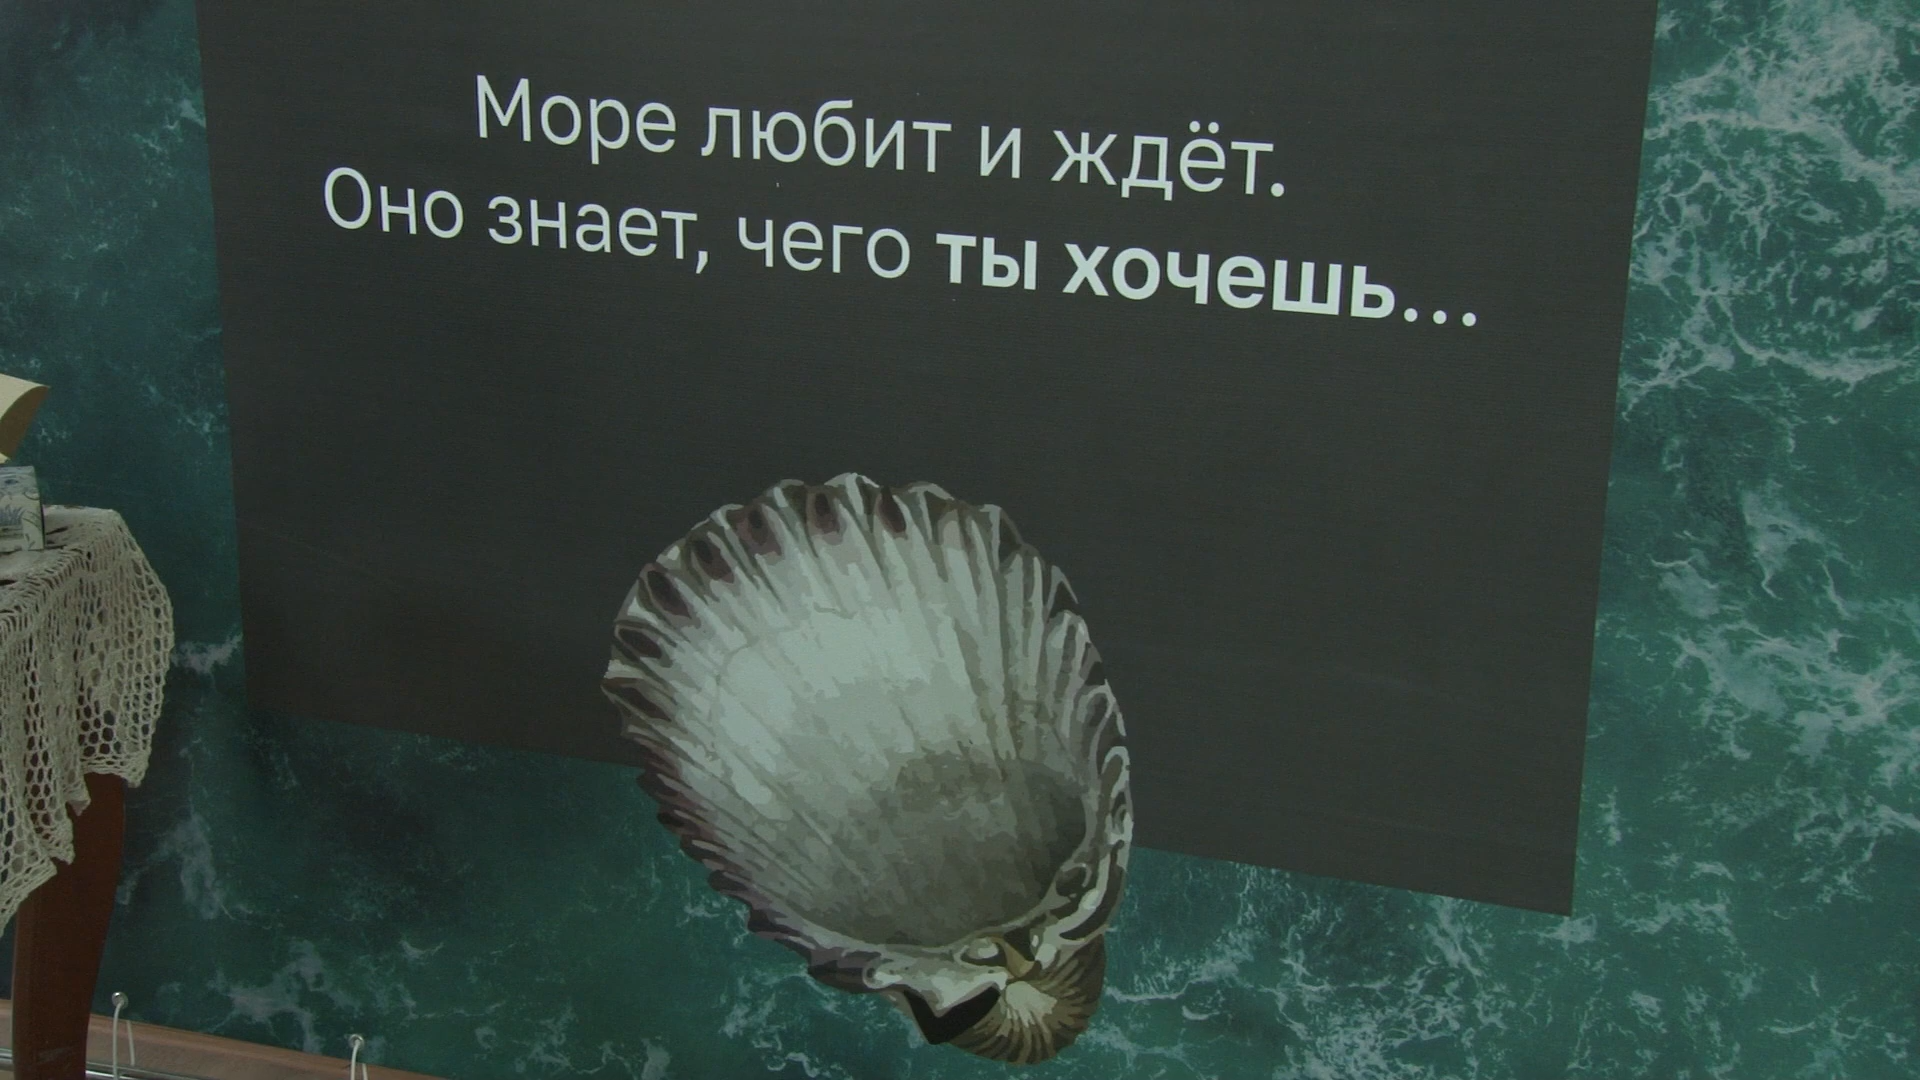 Море любит и ждёт.
Оно знает, чего ты хочешь...